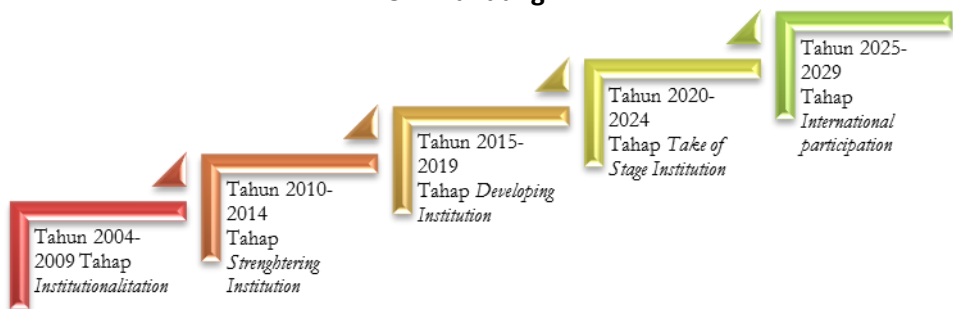 Tahun 2004-
2009 Tahap
Institutionalitation
Tahun 2010-
2014
Tahap
Strenghtering
Institution
Tahun 2015-
2019
Tahap Developing
Institution
Tahun 2020-
2024
Tahap Take of
Stage Institution
Tahun 2025-
2029
Tahap
International
participation